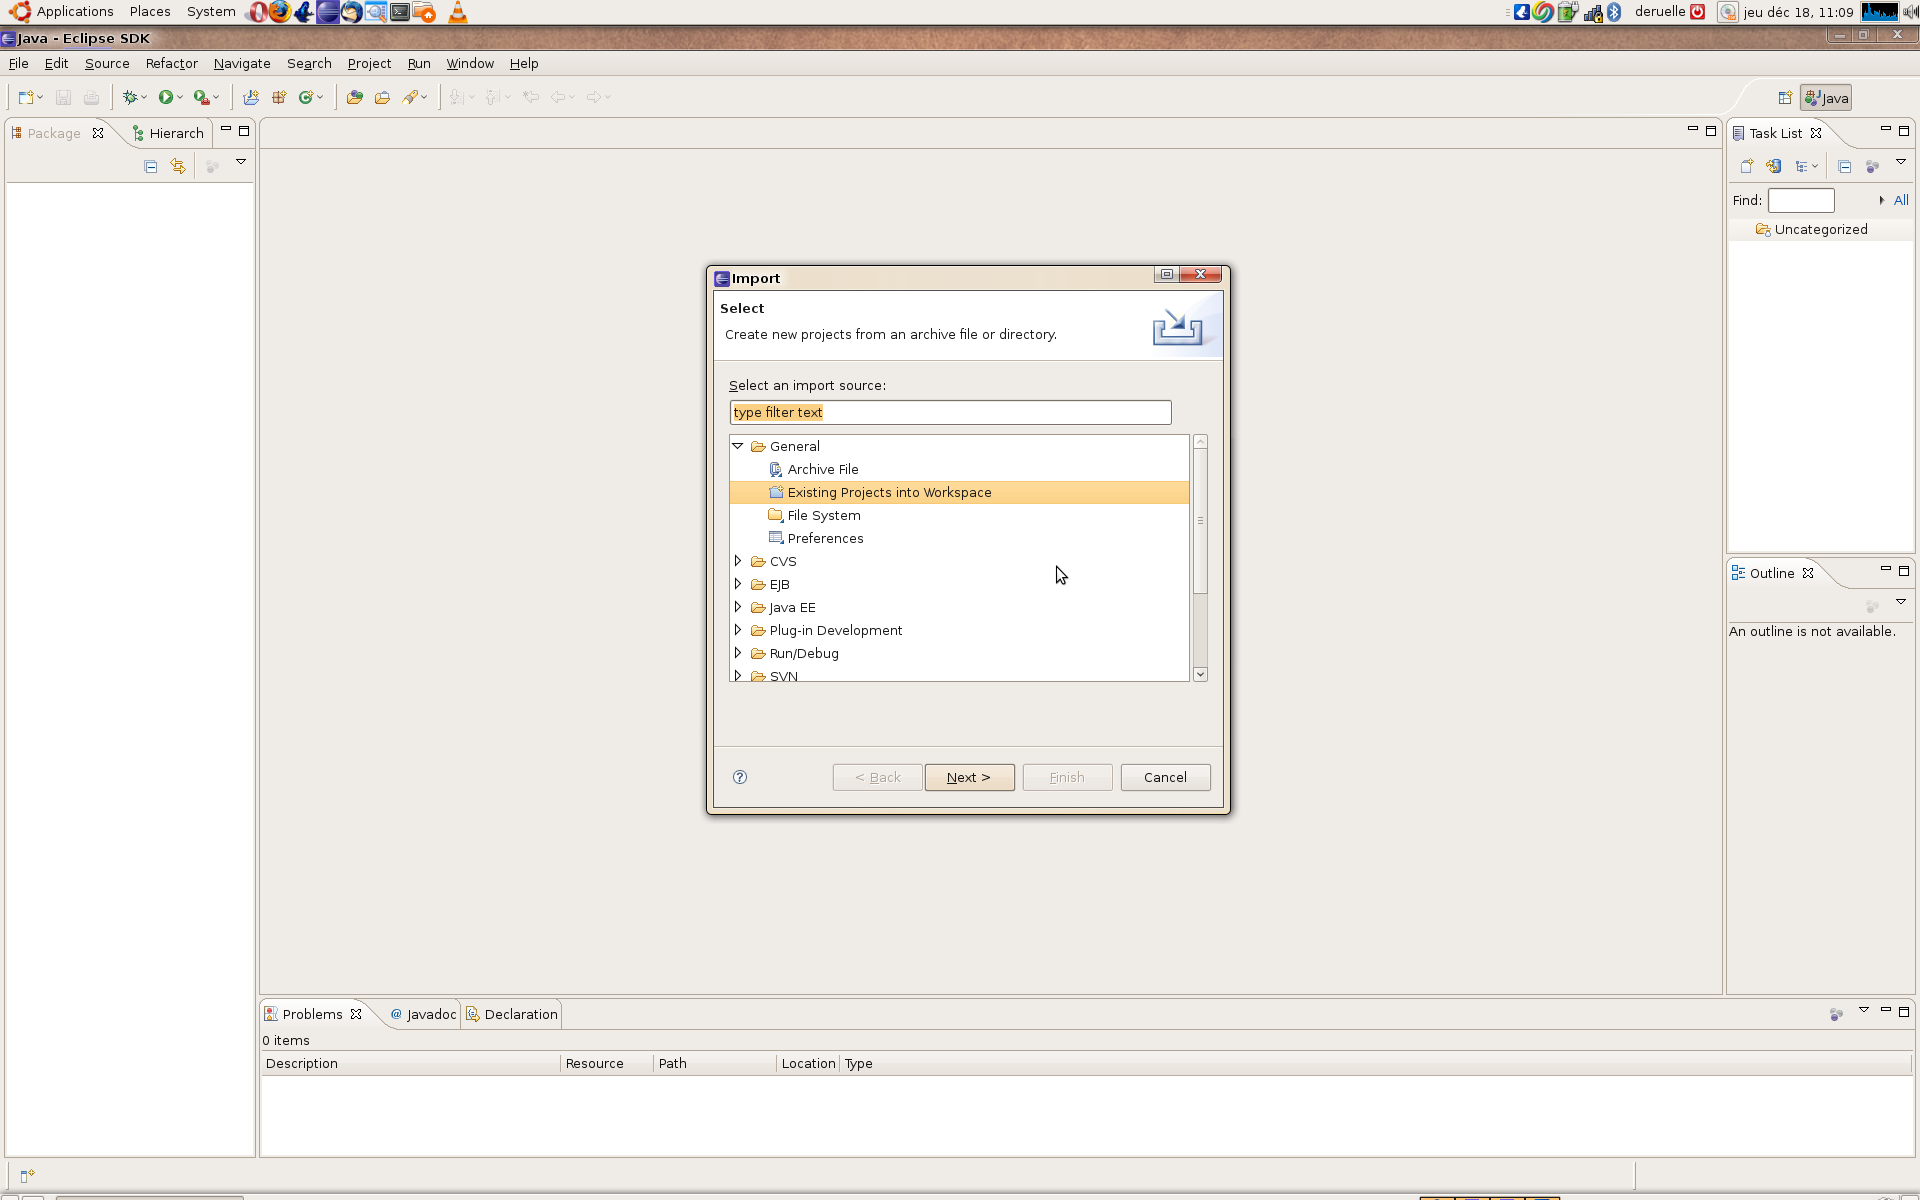 Applications Places System deruelle jeu déc 18, 11:09
Java - Eclipse SDK
File Edit Source Refactor Navigate Search Project Run Window Help
Java
Package Hierarch Task List
Find: All
Uncategorized
Import
Select
Create new projects from an archive file or directory.
Select an import source:
type filter text
General
Archive File
Existing Projects into Workspace
File System
Preferences
CVS
EJB
Java EE
Plug-in Development
Run/Debug
SVN
< Back Next > Finish Cancel
Outline
An outline is not available.
Problems @ Javadoc Declaration
0 items
Description Resource Path Location Type